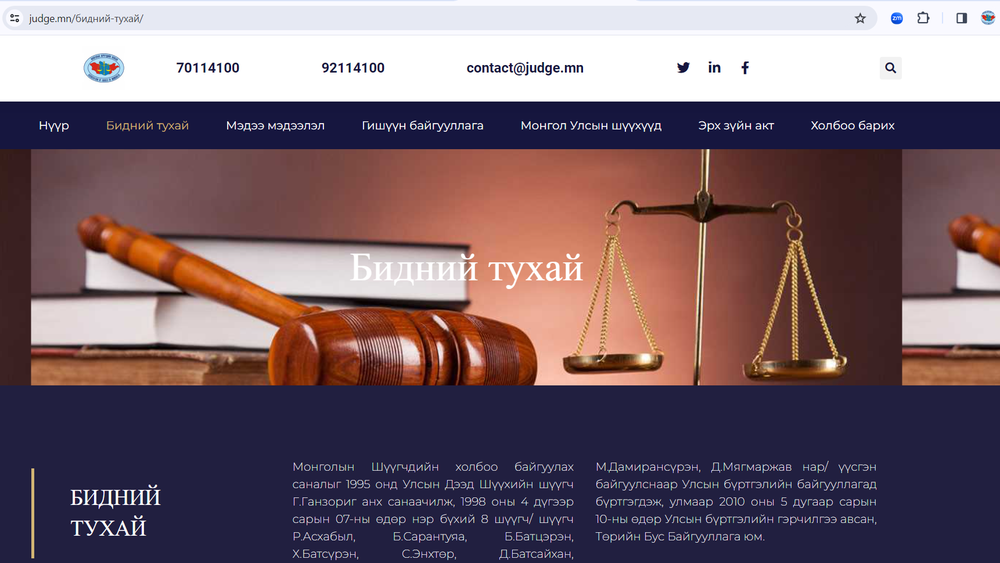 judge.mn/бидний-тухай/
zm
70114100
92114100
contact@judge.mn
Нүүр
Бидний тухай
Мэдээ мэдээлэл
Гишүүн байгууллага
Монгол Улсын шүүхүүд
Эрх зүйн акт
Холбоо барих
Бидний тухай
БИДНИЙ
ТУХАЙ
Монголын Шүүгчдийн холбоо байгуулах
саналыг 1995 онд Улсын Дээд Шүүхийн шүүгч
Г.Ганзориг анх санаачилж, 1998 оны 4 дүгээр
сарын 07-ны өдөр нэр бүхий 8 шүүгч/ шүүгч
Р.Асхабыл, Б.Сарантуяа, Б.Батцэрэн,
Х.Батсүрэн, С.Энхтөр, Д.Батсайхан,
М.Дамирансүрэн, Д.Мягмаржав нар/ үүсгэн
байгуулснаар Улсын бүртгэлийн байгууллагад
бүртгэгдэж, улмаар 2010 оны 5 дугаар сарын
10-ны өдөр Улсын бүртгэлийн гэрчилгээ авсан,
Төрийн Бус Байгууллага юм.